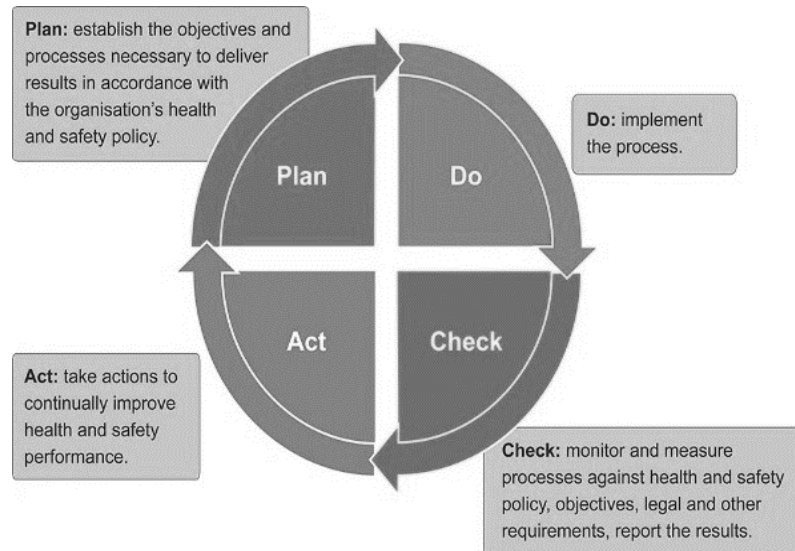 Plan: establish the objectives and
processes necessary to deliver
results in accordance with
the organisation's health
and safety policy.
Do: implement
the process.
Plan
Do
Act
Check
Act: take actions to
continually improve
health and safety
performance.
Check: monitor and measure
processes against health and safety
policy, objectives, legal and other
requirements, report the results.